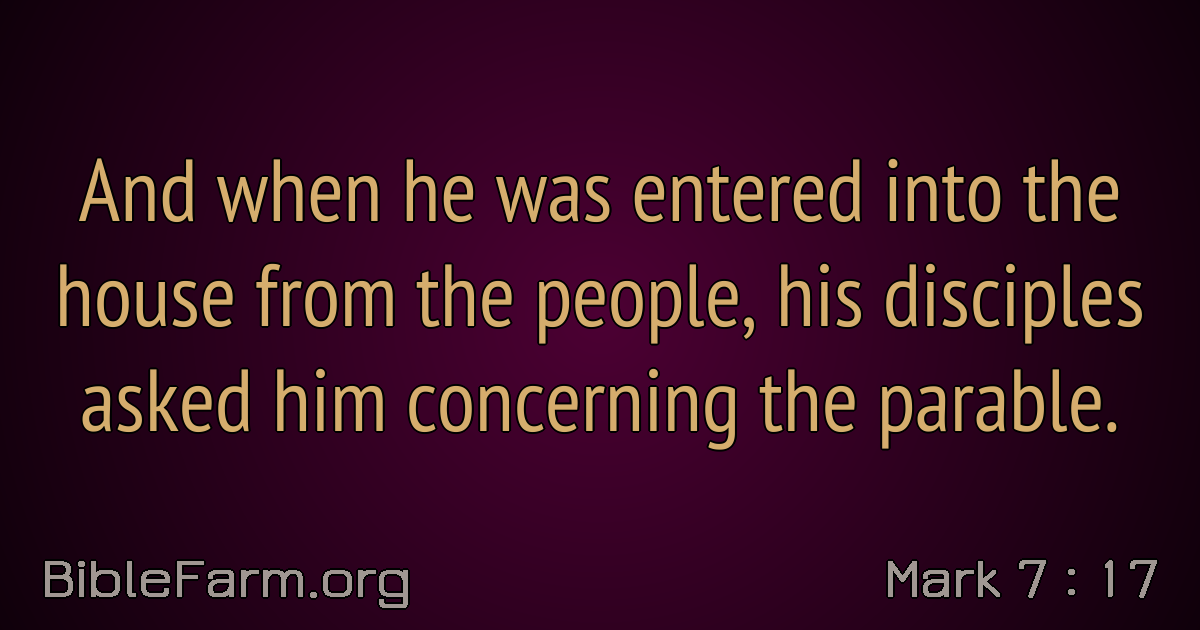 And when he was entered into the
house from the people, his disciples
asked him concerning the parable.
BibleFarm.org
Mark 7 : 17